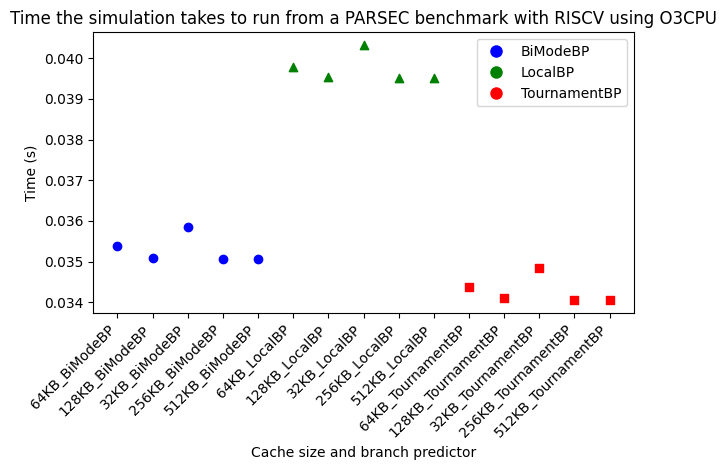 Time the simulation takes to run from a PARSEC benchmark with RISCV using O3CPU
BiModeBP
LocalBP
TournamentBP
Time (s)
0.040
0.039
0.038
0.037
0.036
0.035
0.034
64KB_BiModeBP
128KB_BiModeBP
32KB_BiModeBP
256KB_BiModeBP
512KB_BiModeBP
64KB_LocalBP
128KB_LocalBP
32KB_LocalBP
256KB_LocalBP
512KB_LocalBP
64KB_TournamentBP
128KB_TournamentBP
32KB_TournamentBP
256KB_TournamentBP
512KB_TournamentBP
Cache size and branch predictor